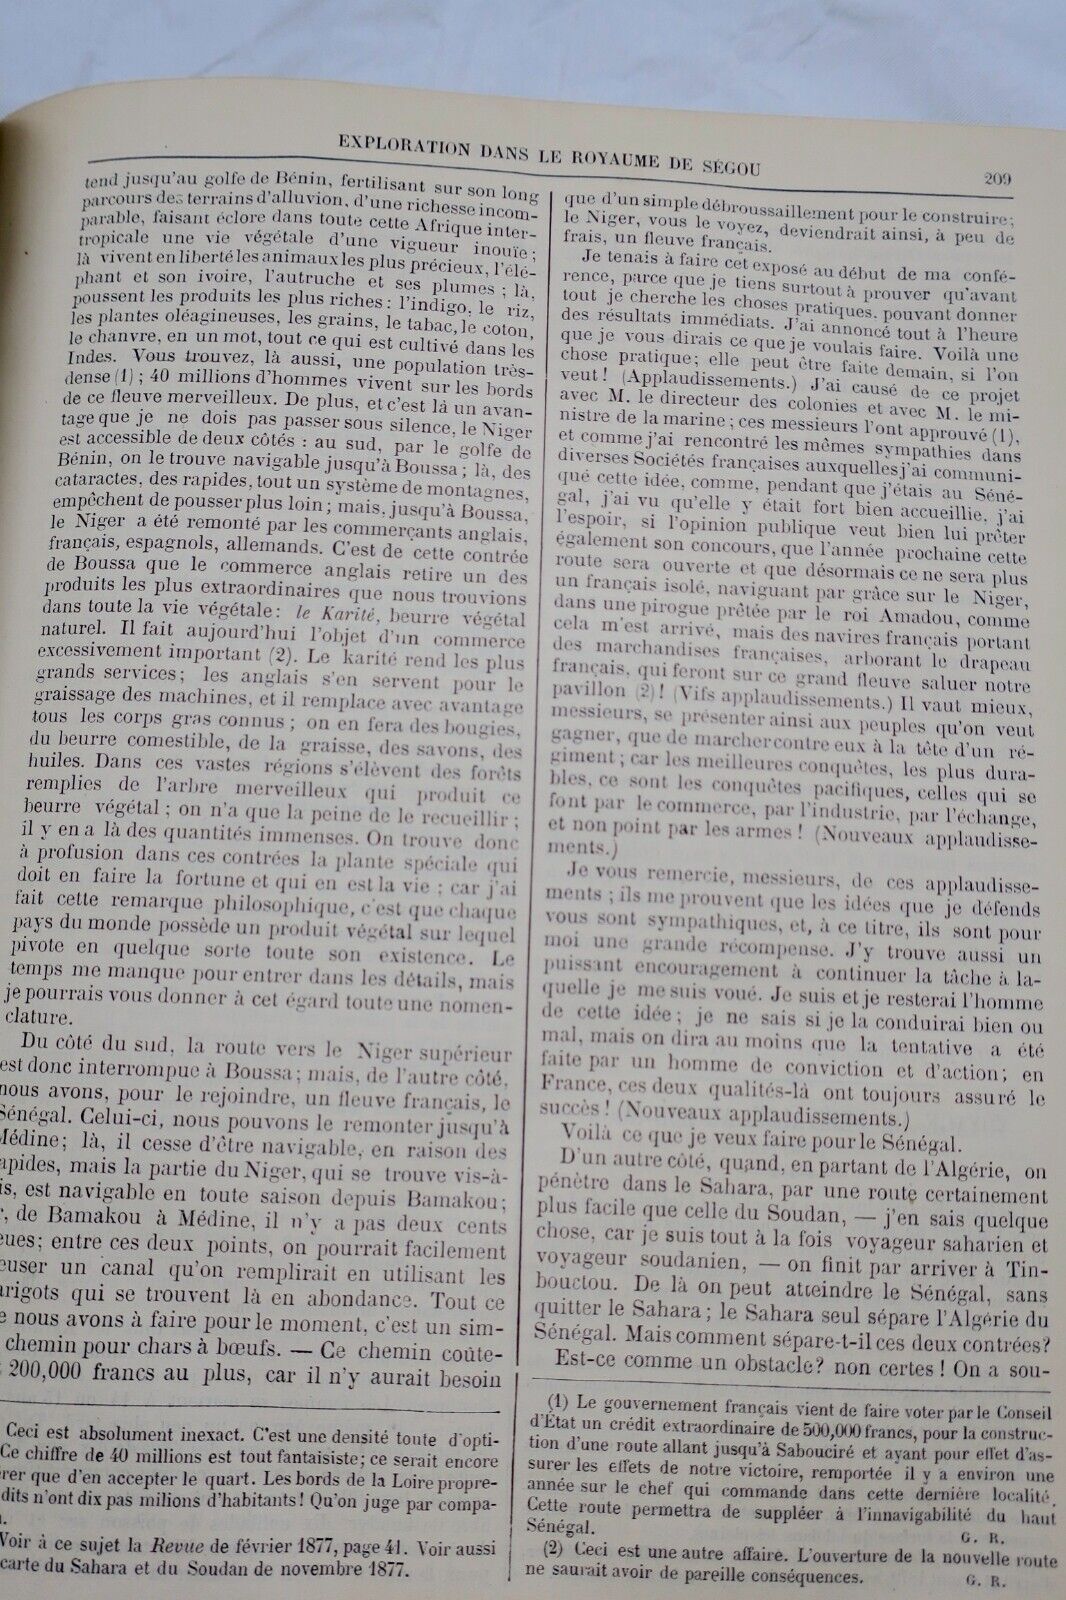 EXPLORATION DANS LE ROYAUME DE SÉGOU
209
tend jusqu'au golfe de Bénin, fertilisant sur son long
parcours des terrains d'alluvion, d'une richesse incom-
parable, faisant éclore dans toute cette Afrique inter-
tropicale une vie végétale d'une vigueur inouïe ;
là vivent en liberté les animaux les plus précieux, l'élé-
phant et son ivoire, l'autruche et ses plumes ; là,
poussent les produits les plus riches : l'indigo, le riz,
les plantes oléagineuses, les grains, le tabac, le coton,
le chanvre, en un mot, tout ce qui est cultivé dans les
Indes. Vous trouvez, là aussi, une population très-
dense (1) ; 40 millions d'hommes vivent sur les bords
de ce fleuve merveilleux. De plus, et c'est là un avan-
tage que je ne dois pas passer sous silence, le Niger
est accessible de deux côtés : au sud, par le golfe de
Bénin, on le trouve navigable jusqu'à Boussa ; là, des
cataractes, des rapides, tout un système de montagnes,
empêchent de pousser plus loin ; mais, jusqu'à Boussa,
le Niger a été remonté par les commerçants anglais,
français, espagnols, allemands. C'est de cette contrée
de Boussa que le commerce anglais retire un des
produits les plus extraordinaires que nous trouvions
dans toute la vie végétale : le Karité, beurre végétal
naturel. Il fait aujourd'hui l'objet d'un commerce
excessivement important (2). Le karité rend les plus
grands services ; les anglais s'en servent pour le
graissage des machines, et il remplace avec avantage
tous les corps gras connus ; on en fera des bougies,
du beurre comestible, de la graisse, des savons, des
huiles. Dans ces vastes régions s'élèvent des forêts
remplies de l'arbre merveilleux qui produit ce
beurre végétal ; on n'a que la peine de le recueillir ;
il y en a là des quantités immenses. On trouve donc
à profusion dans ces contrées la plante spéciale qui
doit en faire la fortune et qui en est la vie ; car j'ai
fait cette remarque philosophique, c'est que chaque
pays du monde possède un produit végétal sur lequel
pivote en quelque sorte toute son existence. Le
temps me manque pour entrer dans les détails, mais
je pourrais vous donner à cet égard toute une nomen-
clature.
Du côté du sud, la route vers le Niger supérieur
est donc interrompue à Boussa ; mais, de l'autre côté,
nous avons, pour le rejoindre, un fleuve français, le
Sénégal. Celui-ci, nous pouvons le remonter jusqu'à
Médine ; là, il cesse d'être navigable, en raison des
apides, mais la partie du Niger, qui se trouve vis-à-
is, est navigable en toute saison depuis Bamakou ;
, de Bamakou à Médine, il n'y a pas deux cents
eues ; entre ces deux points, on pourrait facilement
euser un canal qu'on remplirait en utilisant les
arigots qui se trouvent là en abondance. Tout ce
e nous avons à faire pour le moment, c'est un sim-
chemin pour chars à bœufs. — Ce chemin coûte-
200,000 francs au plus, car il n'y aurait besoin
Ceci est absolument inexact. C'est une densité toute d'opti-
Ce chiffre de 40 millions est tout fantaisiste ; ce serait encore
rer que d'en accepter le quart. Les bords de la Loire propre-
dits n'ont dix pas milions d'habitants ! Qu'on juge par compa-
.
Voir à ce sujet la Revue de février 1877, page 41. Voir aussi
carte du Sahara et du Soudan de novembre 1877.
que d'un simple débroussaillement pour le construire ;
le Niger, vous le voyez, deviendrait ainsi, à peu de
frais, un fleuve français.
Je tenais à faire cet exposé au début de ma confé-
rence, parce que je tiens surtout à prouver qu'avant
tout je cherche les choses pratiques, pouvant donner
des résultats immédiats. J'ai annoncé tout à l'heure
que je vous dirais ce que je voulais faire. Voilà une
chose pratique ; elle peut être faite demain, si l'on
veut ! (Applaudissements.) J'ai causé de ce projet
avec M. le directeur des colonies et avec M. le mi-
nistre de la marine ; ces messieurs l'ont approuvé (1),
et comme j'ai rencontré les mêmes sympathies dans
diverses Sociétés françaises auxquelles j'ai communi-
qué cette idée, comme, pendant que j'étais au Séné-
gal, j'ai vu qu'elle y était fort bien accueillie, j'ai
l'espoir, si l'opinion publique veut bien lui prêter
également son concours, que l'année prochaine cette
route sera ouverte et que désormais ce ne sera plus
un français isolé, naviguant par grâce sur le Niger,
dans une pirogue prêtée par le roi Amadou, comme
cela m'est arrivé, mais des navires français portant
des marchandises françaises, arborant le drapeau
français, qui feront sur ce grand fleuve saluer notre
pavillon (2) ! (Vifs applaudissements.) Il vaut mieux,
messieurs, se présenter ainsi aux peuples qu'on veut
gagner, que de marcher contre eux à la tête d'un ré-
giment ; car les meilleures conquêtes, les plus dura-
bles, ce sont les conquêtes pacifiques, celles qui se
font par le commerce, par l'industrie, par l'échange,
et non point par les armes ! (Nouveaux applaudisse-
ments.)
Je vous remercie, messieurs, de ces applaudisse-
ments ; ils me prouvent que les idées que je défends
vous sont sympathiques, et, à ce titre, ils sont pour
moi une grande récompense. J'y trouve aussi un
puissant encouragement à continuer la tâche à la-
quelle je me suis voué. Je suis et je resterai l'homme
de cette idée ; je ne sais si je la conduirai bien ou
mal, mais on dira au moins que la tentative a été
faite par un homme de conviction et d'action ; en
France, ces deux qualités-là ont toujours assuré le
succès ! (Nouveaux applaudissements.)
Voilà ce que je veux faire pour le Sénégal.
D'un autre côté, quand, en partant de l'Algérie, on
pénètre dans le Sahara, par une route certainement
plus facile que celle du Soudan, — j'en sais quelque
chose, car je suis tout à la fois voyageur saharien et
voyageur soudanien, — on finit par arriver à Tin-
bouctou. De là on peut atteindre le Sénégal, sans
quitter le Sahara ; le Sahara seul sépare l'Algérie du
Sénégal. Mais comment sépare-t-il ces deux contrées ?
Est-ce comme un obstacle ? non certes ! On a sou-
(1) Le gouvernement français vient de faire voter par le Conseil
d'État un crédit extraordinaire de 500,000 francs, pour la construc-
tion d'une route allant jusqu'à Sabouciré et ayant pour effet d'as-
surer les effets de notre victoire, remportée il y a environ une
année sur le chef qui commande dans cette dernière localité.
Cette route permettra de suppléer à l'innavigabilité du haut
Sénégal.
G. R.
(2) Ceci est une autre affaire. L'ouverture de la nouvelle route
ne saurait avoir de pareille conséquences.
G. R.